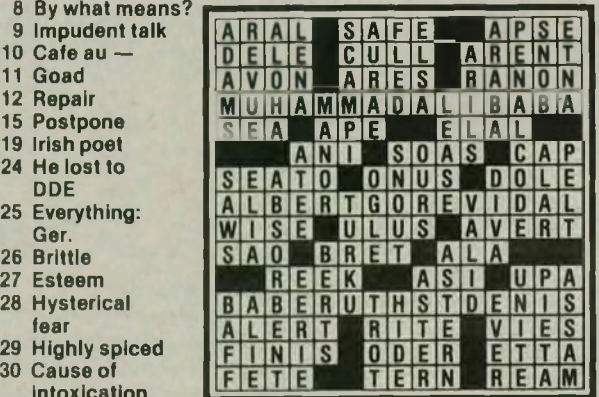 8 By what means?
9 Impudent talk
10 Cafe au —
11 Goad
12 Repair
15 Postpone
19 Irish poet
24 He lost to
DDE
25 Everything:
Ger.
26 Brittle
27 Esteem
28 Hysterical
fear
29 Highly spiced
30 Cause of
intoxication
ARAL SAFE APSE
DELE CULL ARENT
AVON ARES RANON
MUHAMMADALIBABA
SEA APE ELAL
ANI SOAS CAP
SEATO ONUS DOLE
ALBERTGOREVIDAL
WISE ULUS AVERT
SAO BRET ALA
REEK ASI UPA
BABERUTHSTDENIS
ALERT RITE VIES
FINIS ODER ETTA
FETE TERN REAM